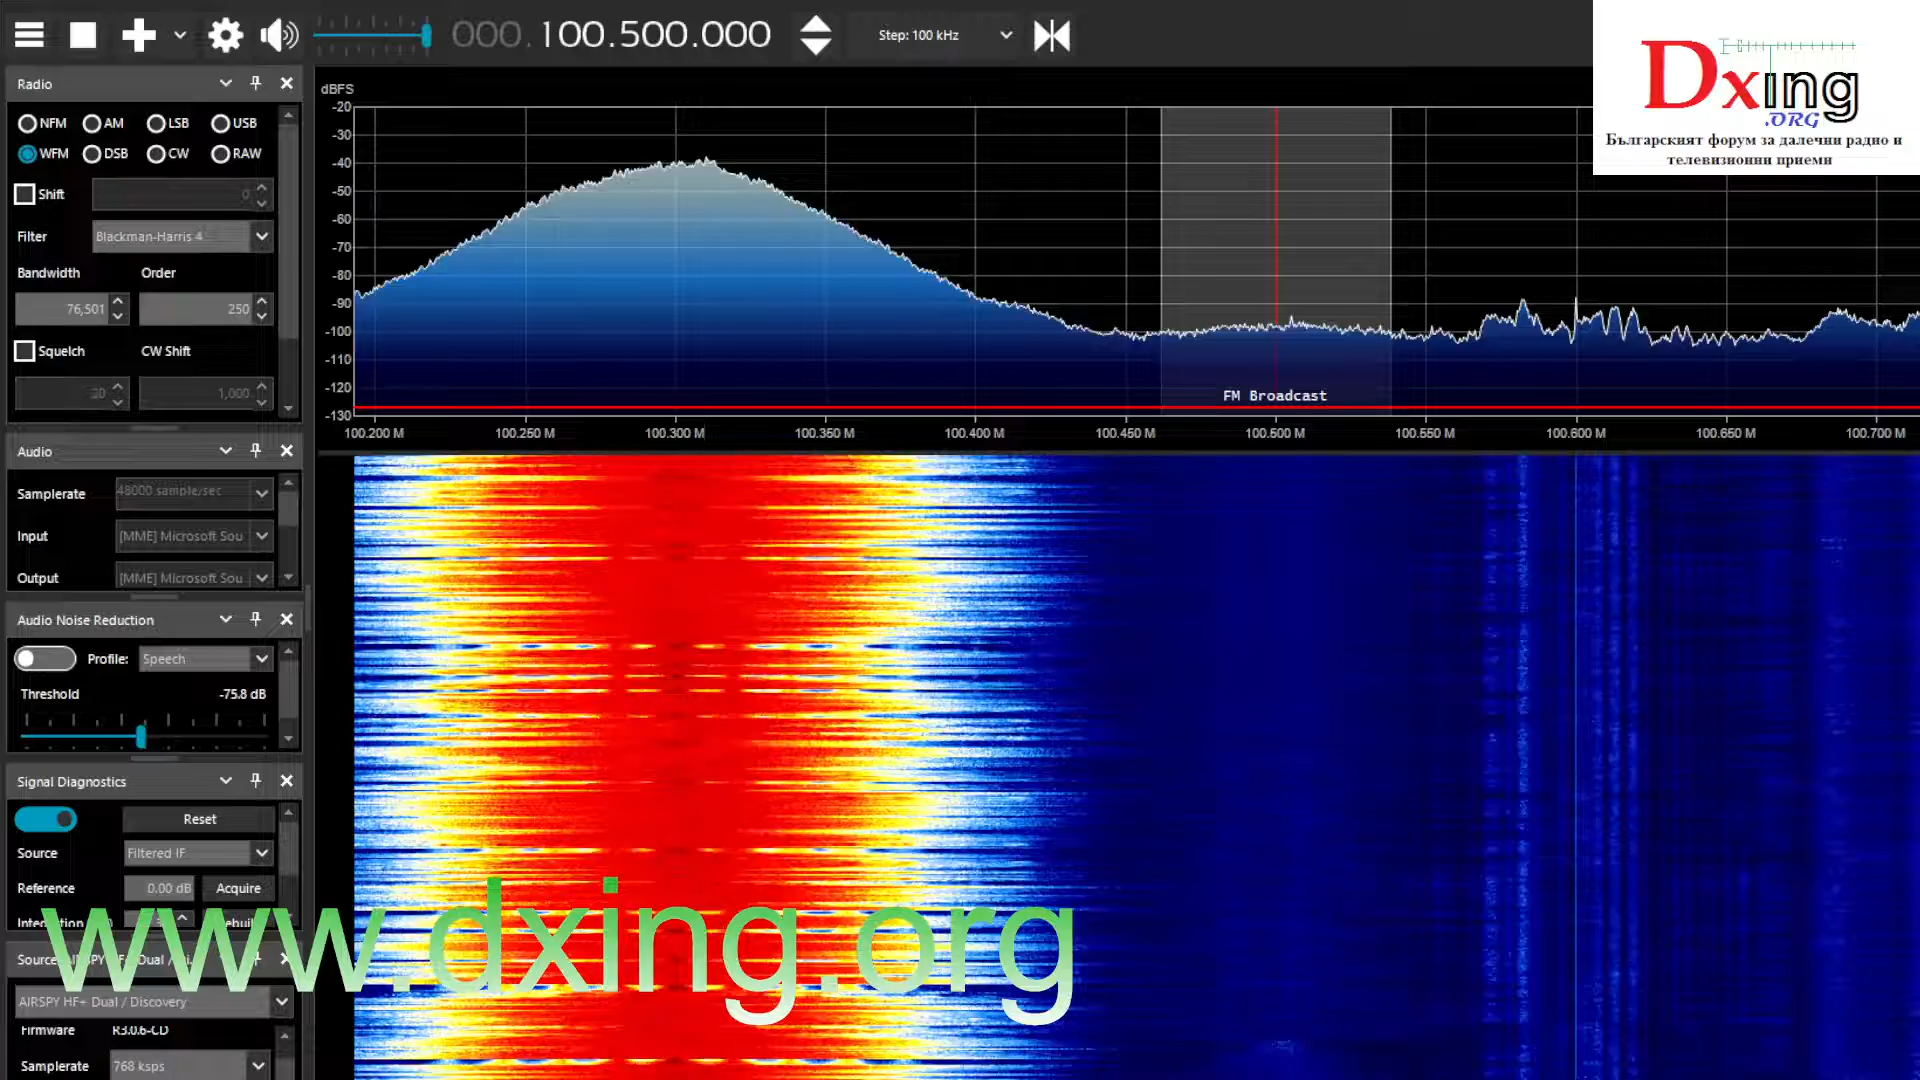 000.100.500.000
Step: 100 kHz
Dxing
.ORG
Българският форум за далечни радио и
телевизионни приеми
Radio
NFM AM LSB USB
WFM DSB CW RAW
Shift 0
Filter Blackman-Harris 4
Bandwidth Order
76,501 250
Squelch CW Shift
20 1,000
Audio
Samplerate 48000 sample/sec
Input [MME] Microsoft Sou
Output [MME] Microsoft Sou
Audio Noise Reduction
Profile: Speech
Threshold -75.8 dB
Signal Diagnostics
Reset
Source Filtered IF
Reference 0.00 dB Acquire
www.dxing.org
AIRSPY HF+ Dual / Discovery
Firmware R3.0.6-CD
Samplerate 768 ksps
dBFS
-20
-30
-40
-50
-60
-70
-80
-90
-100
-110
-120
-130
FM Broadcast
100.200 M 100.250 M 100.300 M 100.350 M 100.400 M 100.450 M 100.500 M 100.550 M 100.600 M 100.650 M 100.700 M